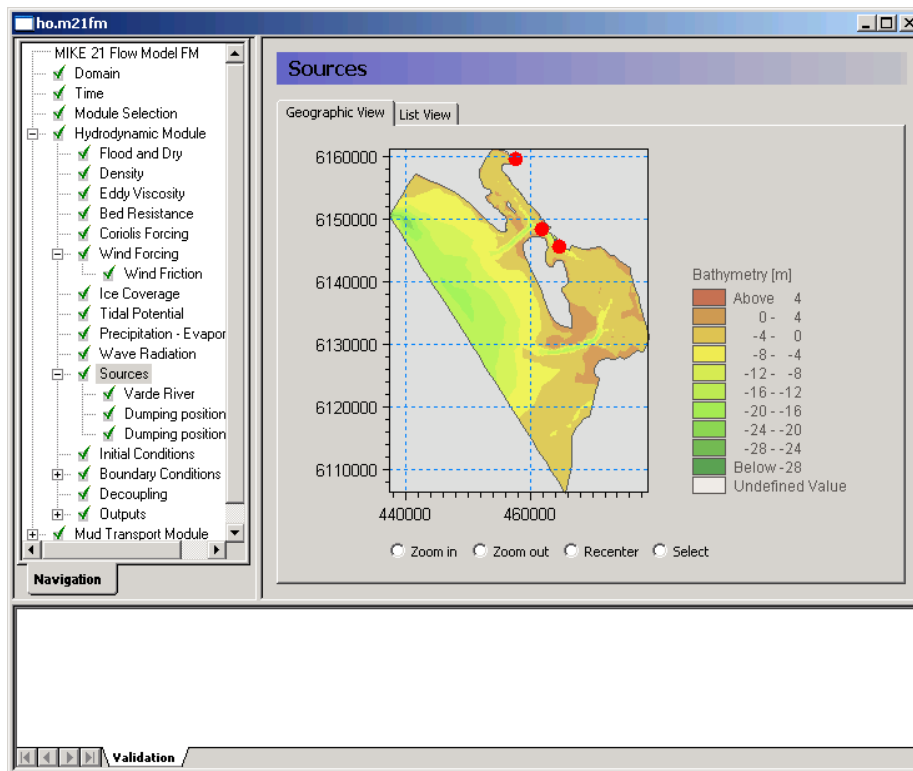 ho.m21fm
MIKE 21 Flow Model FM
Domain
Time
Module Selection
Hydrodynamic Module
Flood and Dry
Density
Eddy Viscosity
Bed Resistance
Coriolis Forcing
Wind Forcing
Wind Friction
Ice Coverage
Tidal Potential
Precipitation - Evapor
Wave Radiation
Sources
Varde River
Dumping position
Dumping position
Initial Conditions
Boundary Conditions
Decoupling
Outputs
Mud Transport Module
Navigation
Sources
Geographic View List View
6160000
6150000
6140000
6130000
6120000
6110000
440000 460000
Bathymetry [m]
Above 4
0 - 4
-4 - 0
-8 - -4
-12 - -8
-16 - -12
-20 - -16
-24 - -20
-28 - -24
Below -28
Undefined Value
Zoom in Zoom out Recenter Select
Validation